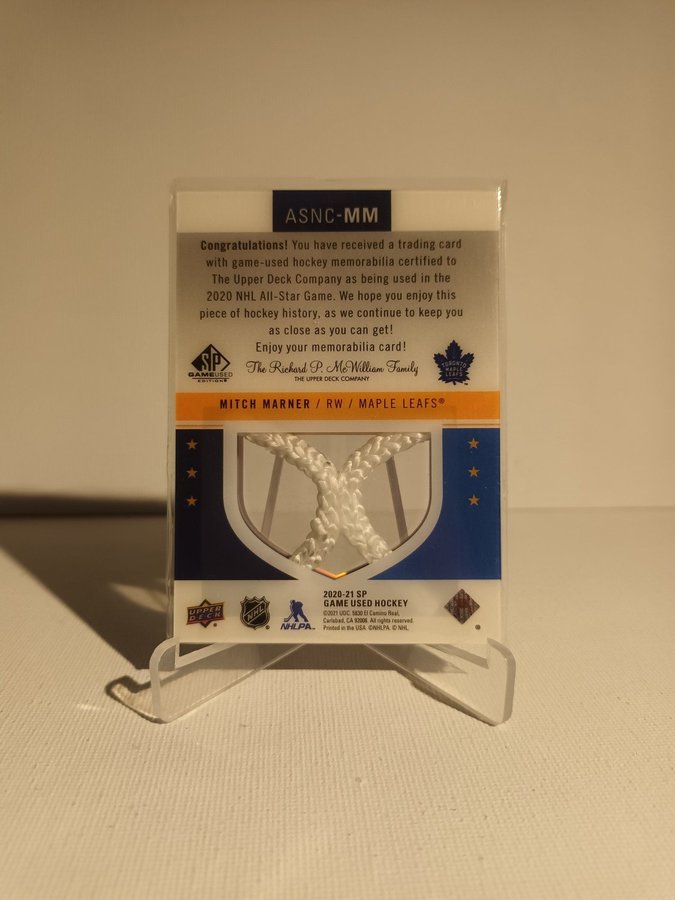 ASNC-MM
Congratulations! You have received a trading card
with game-used hockey memorabilia certified to
The Upper Deck Company as being used in the
2020 NHL All-Star Game. We hope you enjoy this
piece of hockey history, as we continue to keep you
as close as you can get!
Enjoy your memorabilia card!
SP
GAMEUSED
EDITION
The Richard P. McWilliam Family
THE UPPER DECK COMPANY
TORONTO
MAPLE
LEAFS
MITCH MARNER / RW / MAPLE LEAFS®
UPPER
DECK
NHL
NHLPA
2020-21 SP
GAME USED HOCKEY
©2021 UDC. 5830 El Camino Real,
Carlsbad, CA 92008. All rights reserved.
Printed in the USA ©NHLPA. © NHL.